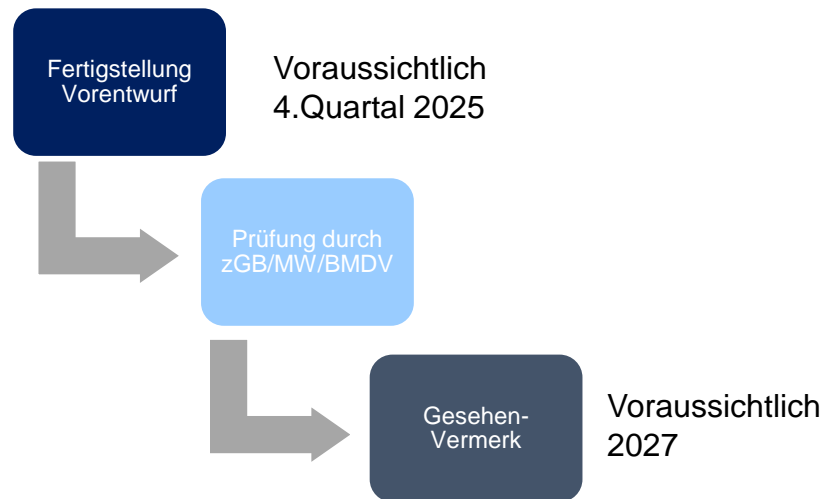 Fertigstellung
Vorentwurf
Voraussichtlich
4.Quartal 2025
Prüfung durch
zGB/MW/BMDV
Gesehen-
Vermerk
Voraussichtlich
2027